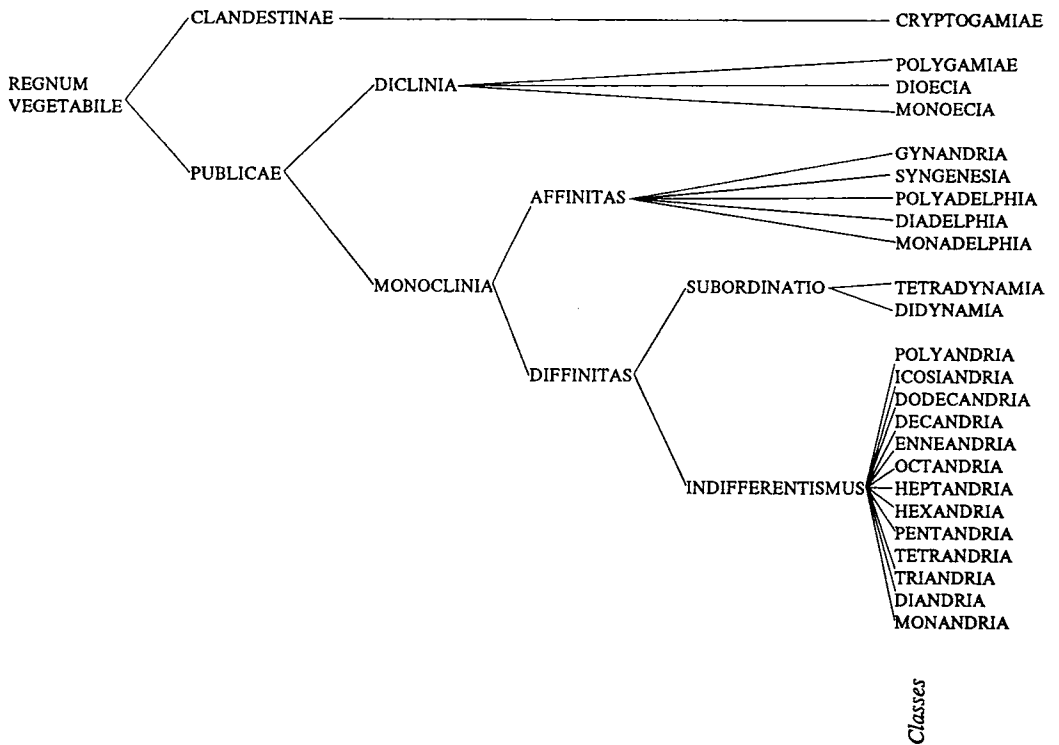 CLANDESTINAE
CRYPTOGAMIAE
REGNUM
VEGETABILE
PUBLICAE
DICLINIA
POLYGAMIAE
DIOECIA
MONOECIA
MONOCLINIA
AFFINITAS
GYNANDRIA
SYNGENESIA
POLYADELPHIA
DIADELPHIA
MONADELPHIA
DIFFINITAS
SUBORDINATIO
TETRADYNAMIA
DIDYNAMIA
INDIFFERENTISMUS
POLYANDRIA
ICOSIANDRIA
DODECANDRIA
DECANDRIA
ENNEANDRIA
OCTANDRIA
HEPTANDRIA
HEXANDRIA
PENTANDRIA
TETRANDRIA
TRIANDRIA
DIANDRIA
MONANDRIA
Classes